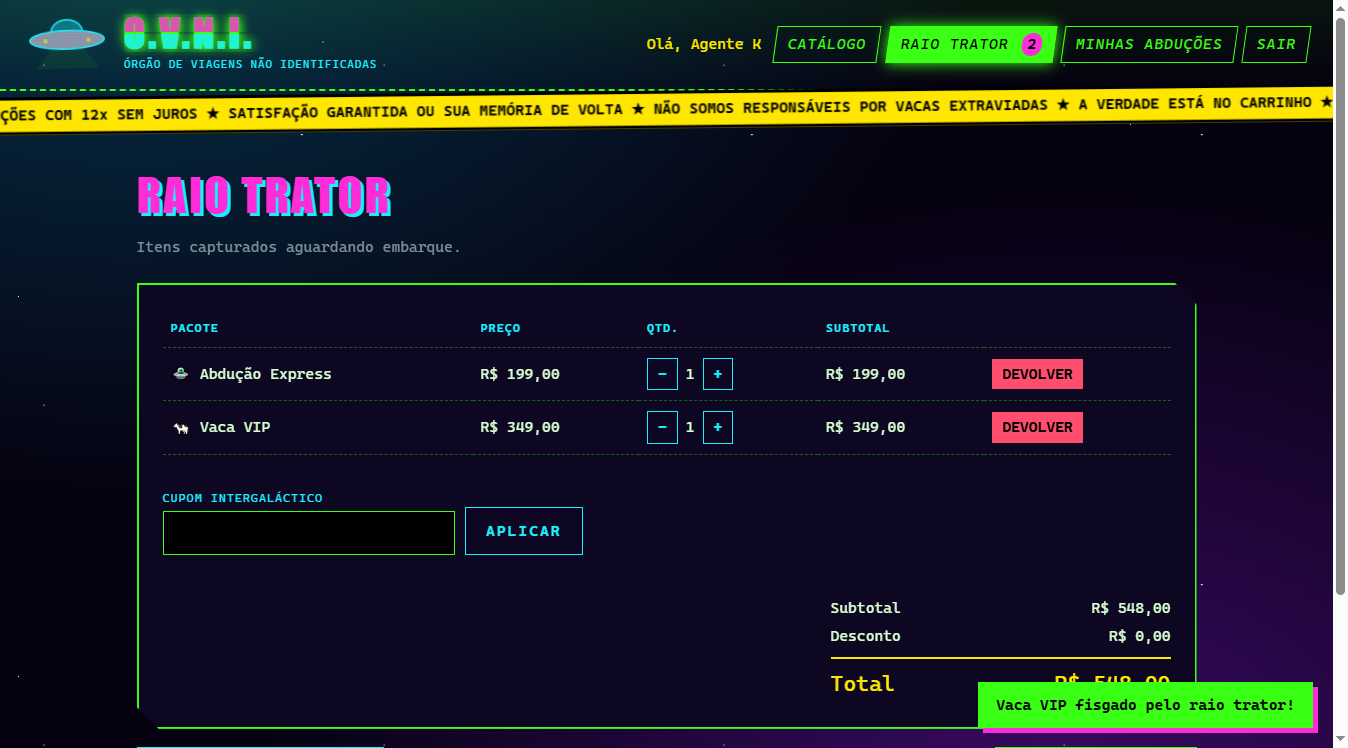 O.V.N.I.
ÓRGÃO DE VIAGENS NÃO IDENTIFICADAS
Olá, Agente K
CATÁLOGO
RAIO TRATOR 2
MINHAS ABDUÇÕES
SAIR
ÇÕES COM 12x SEM JUROS ★ SATISFAÇÃO GARANTIDA OU SUA MEMÓRIA DE VOLTA ★ NÃO SOMOS RESPONSÁVEIS POR VACAS EXTRAVIADAS ★ A VERDADE ESTÁ NO CARRINHO ★
RAIO TRATOR
Itens capturados aguardando embarque.
PACOTE PREÇO QTD. SUBTOTAL
Abdução Express R$ 199,00 − 1 + R$ 199,00 DEVOLVER
Vaca VIP R$ 349,00 − 1 + R$ 349,00 DEVOLVER
CUPOM INTERGALÁCTICO
APLICAR
Subtotal R$ 548,00
Desconto R$ 0,00
Total R$ 548,00
Vaca VIP fisgado pelo raio trator!